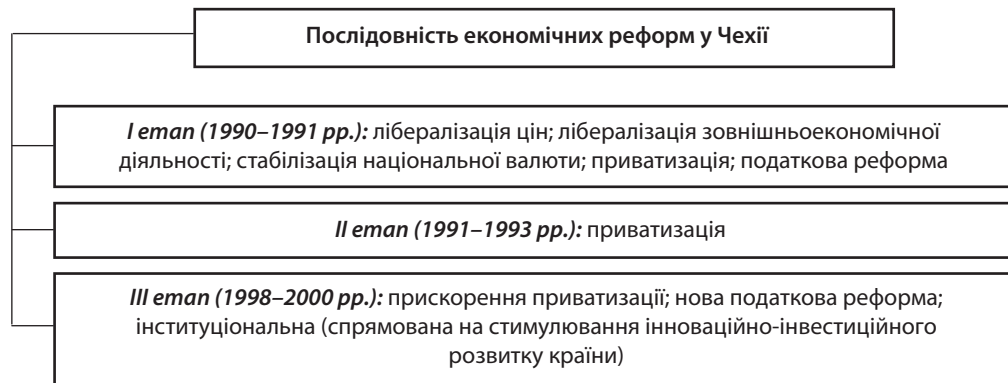 Послідовність економічних реформ у Чехії
I етап (1990–1991 рр.): лібералізація цін; лібералізація зовнішньоекономічної
діяльності; стабілізація національної валюти; приватизація; податкова реформа
II етап (1991–1993 рр.): приватизація
III етап (1998–2000 рр.): прискорення приватизації; нова податкова реформа;
інституціональна (спрямована на стимулювання інноваційно-інвестиційного
розвитку країни)